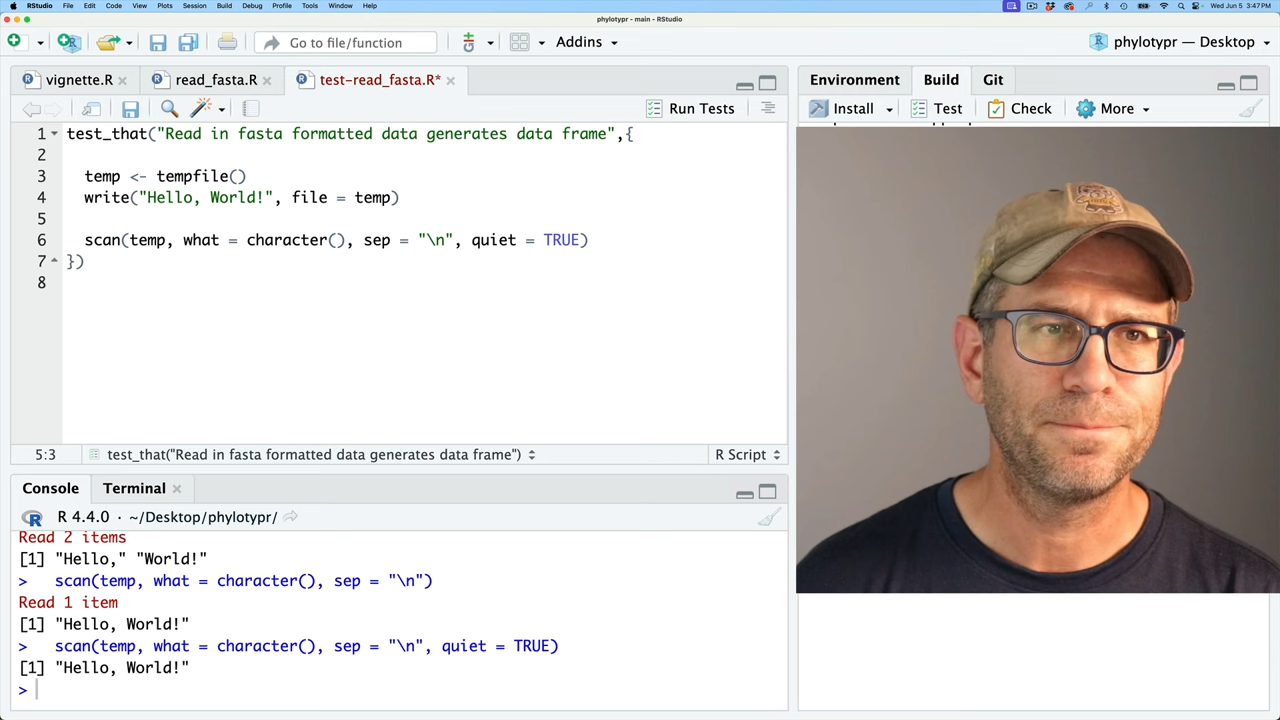 RStudio File Edit Code View Plots Session Build Debug Profile Tools Window Help Wed Jun 5 3:47 PM
phylotypr - main - RStudio
Go to file/function Addins phylotypr — Desktop
vignette.R read_fasta.R test-read_fasta.R* Environment Build Git
Run Tests Install Test Check More
1 test_that("Read in fasta formatted data generates data frame",{
2
3 temp <- tempfile()
4 write("Hello, World!", file = temp)
5
6 scan(temp, what = character(), sep = "\n", quiet = TRUE)
7 })
8
5:3 test_that("Read in fasta formatted data generates data frame") R Script
Console Terminal
R 4.4.0 · ~/Desktop/phylotypr/
Read 2 items
[1] "Hello," "World!"
> scan(temp, what = character(), sep = "\n")
Read 1 item
[1] "Hello, World!"
> scan(temp, what = character(), sep = "\n", quiet = TRUE)
[1] "Hello, World!"
>